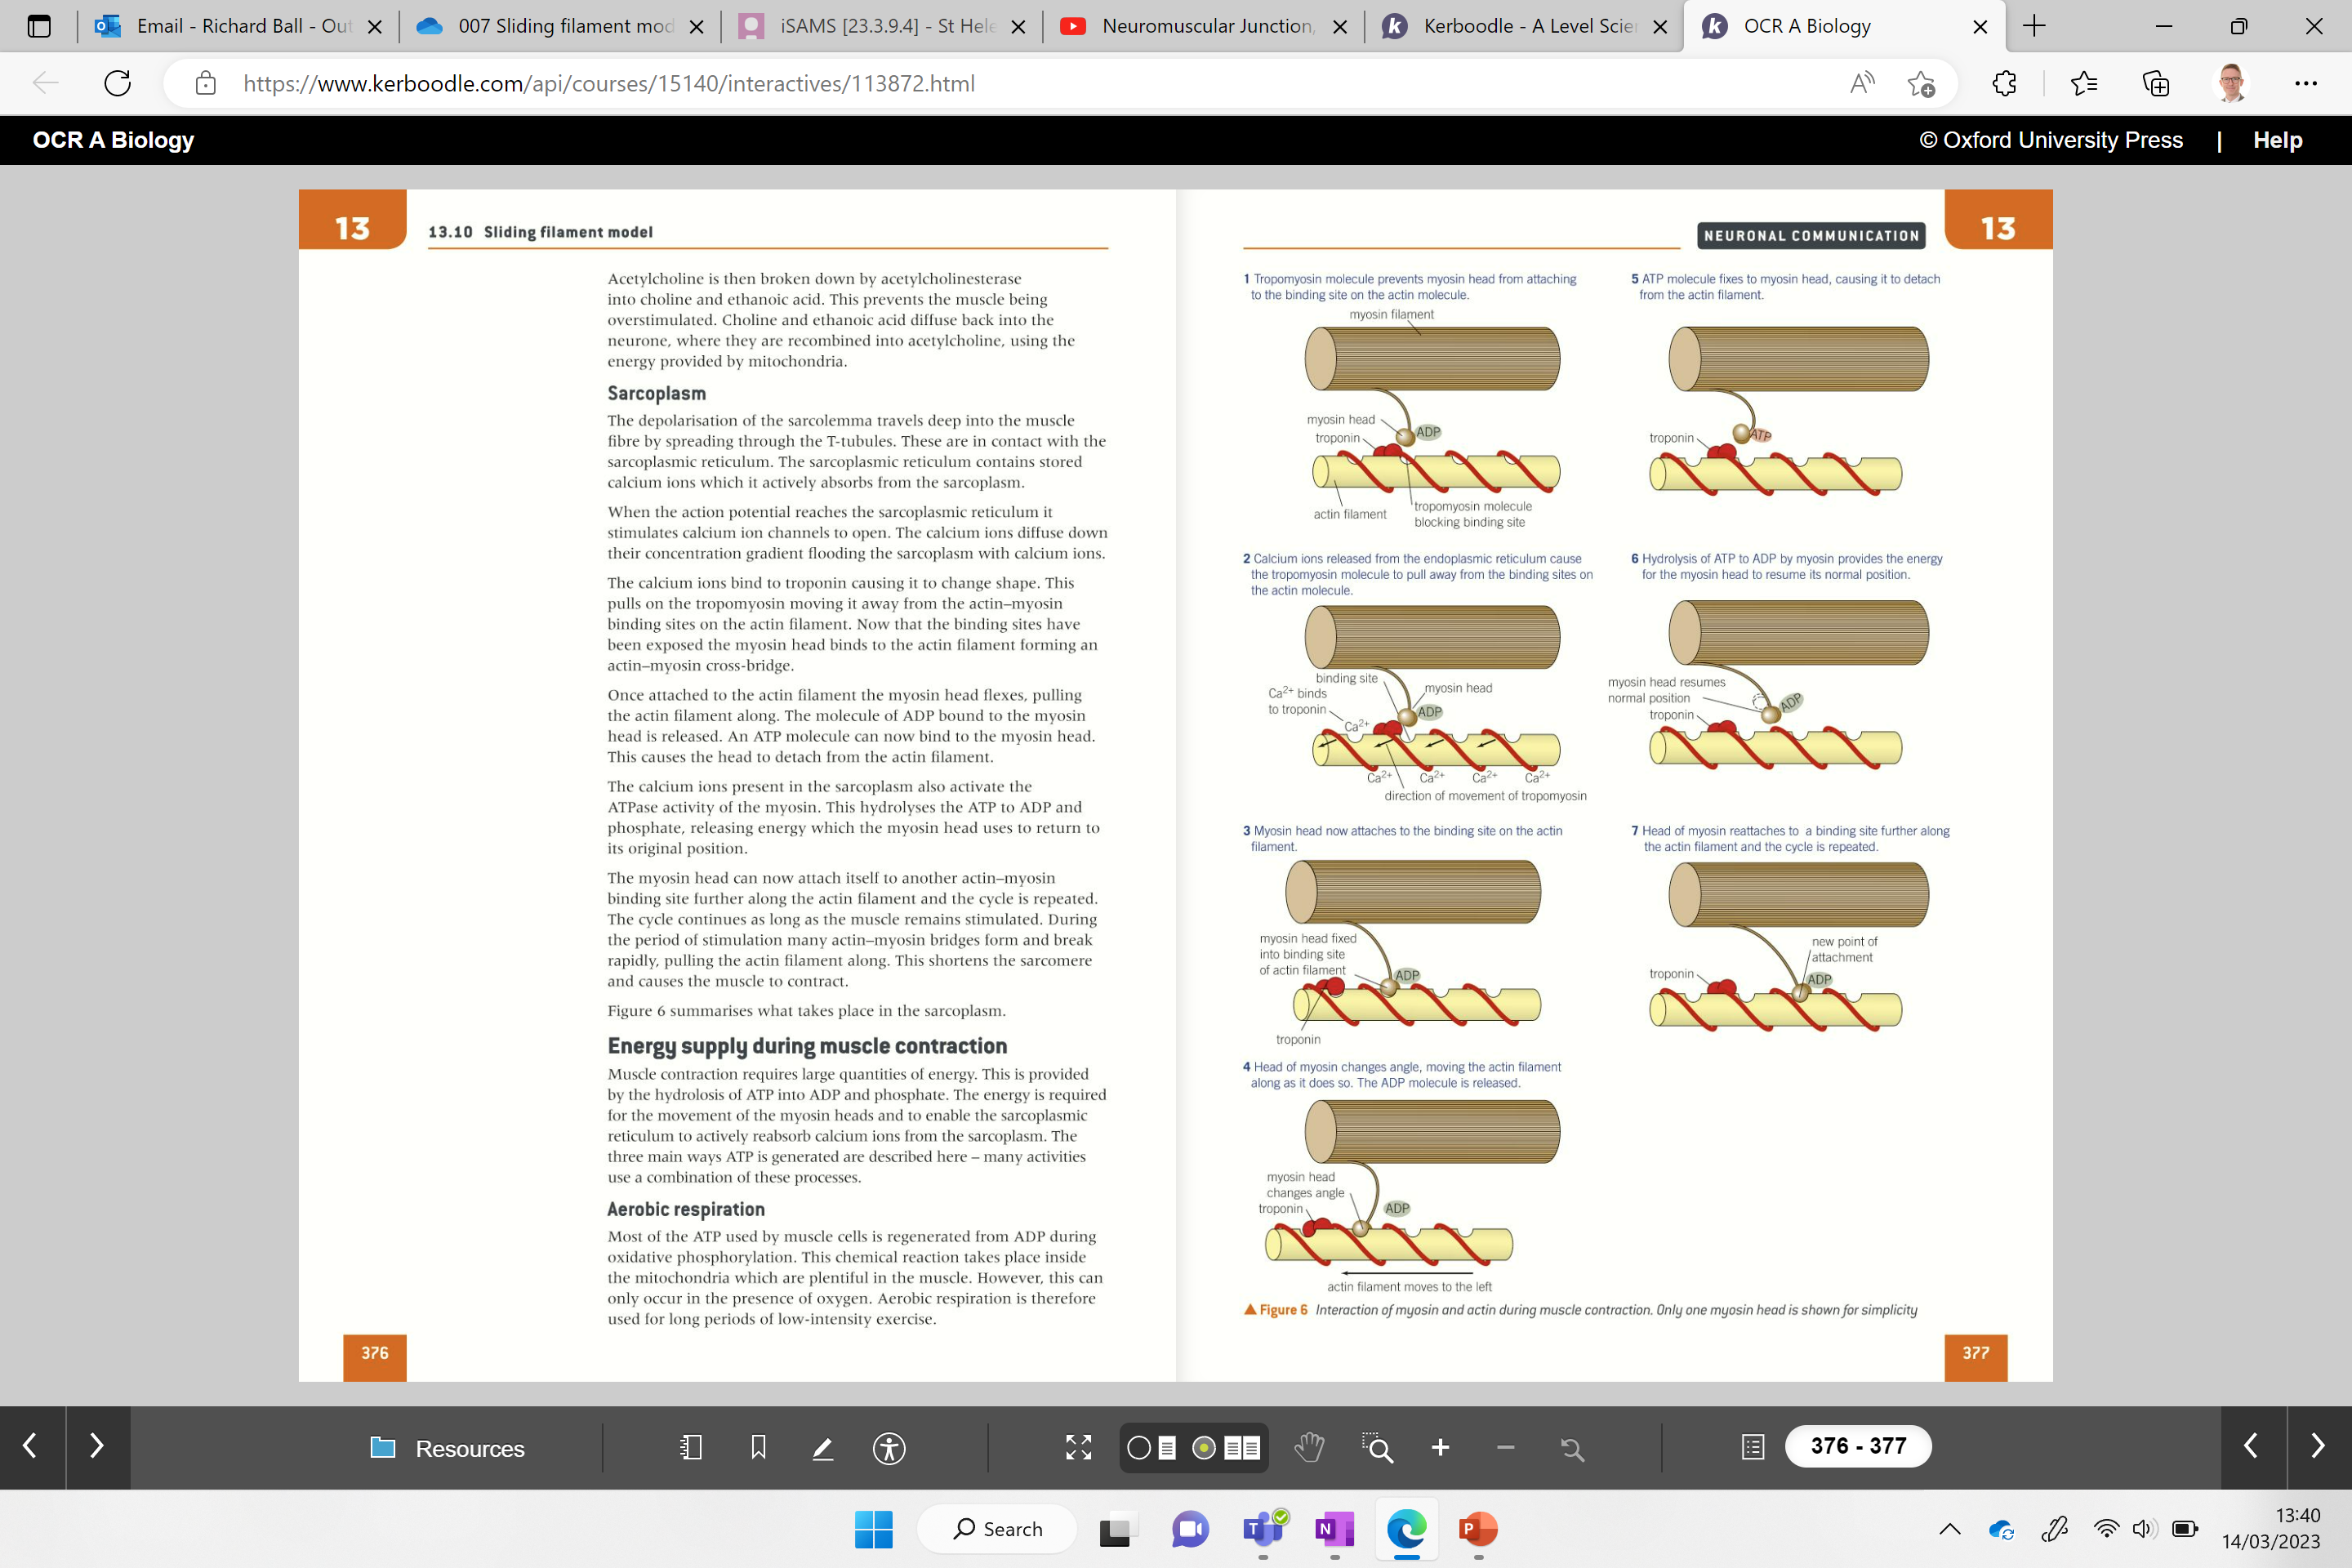 Email - Richard Ball - Out
007 Sliding filament mod
iSAMS [23.3.9.4] - St Hele
Neuromuscular Junction,
Kerboodle - A Level Scier
OCR A Biology
https://www.kerboodle.com/api/courses/15140/interactives/113872.html
OCR A Biology
© Oxford University Press | Help
13
13.10 Sliding filament model
Acetylcholine is then broken down by acetylcholinesterase
into choline and ethanoic acid. This prevents the muscle being
overstimulated. Choline and ethanoic acid diffuse back into the
neurone, where they are recombined into acetylcholine, using the
energy provided by mitochondria.
Sarcoplasm
The depolarisation of the sarcolemma travels deep into the muscle
fibre by spreading through the T-tubules. These are in contact with the
sarcoplasmic reticulum. The sarcoplasmic reticulum contains stored
calcium ions which it actively absorbs from the sarcoplasm.
When the action potential reaches the sarcoplasmic reticulum it
stimulates calcium ion channels to open. The calcium ions diffuse down
their concentration gradient flooding the sarcoplasm with calcium ions.
The calcium ions bind to troponin causing it to change shape. This
pulls on the tropomyosin moving it away from the actin–myosin
binding sites on the actin filament. Now that the binding sites have
been exposed the myosin head binds to the actin filament forming an
actin–myosin cross-bridge.
Once attached to the actin filament the myosin head flexes, pulling
the actin filament along. The molecule of ADP bound to the myosin
head is released. An ATP molecule can now bind to the myosin head.
This causes the head to detach from the actin filament.
The calcium ions present in the sarcoplasm also activate the
ATPase activity of the myosin. This hydrolyses the ATP to ADP and
phosphate, releasing energy which the myosin head uses to return to
its original position.
The myosin head can now attach itself to another actin–myosin
binding site further along the actin filament and the cycle is repeated.
The cycle continues as long as the muscle remains stimulated. During
the period of stimulation many actin–myosin bridges form and break
rapidly, pulling the actin filament along. This shortens the sarcomere
and causes the muscle to contract.
Figure 6 summarises what takes place in the sarcoplasm.
Energy supply during muscle contraction
Muscle contraction requires large quantities of energy. This is provided
by the hydrolosis of ATP into ADP and phosphate. The energy is required
for the movement of the myosin heads and to enable the sarcoplasmic
reticulum to actively reabsorb calcium ions from the sarcoplasm. The
three main ways ATP is generated are described here – many activities
use a combination of these processes.
Aerobic respiration
Most of the ATP used by muscle cells is regenerated from ADP during
oxidative phosphorylation. This chemical reaction takes place inside
the mitochondria which are plentiful in the muscle. However, this can
only occur in the presence of oxygen. Aerobic respiration is therefore
used for long periods of low-intensity exercise.
376
NEURONAL COMMUNICATION
13
1 Tropomyosin molecule prevents myosin head from attaching
to the binding site on the actin molecule.
myosin filament
myosin head
ADP
troponin
actin filament
tropomyosin molecule
blocking binding site
2 Calcium ions released from the endoplasmic reticulum cause
the tropomyosin molecule to pull away from the binding sites on
the actin molecule.
binding site
Ca2+ binds
to troponin
myosin head
ADP
Ca2+
Ca2+ Ca2+ Ca2+ Ca2+
direction of movement of tropomyosin
3 Myosin head now attaches to the binding site on the actin
filament.
myosin head fixed
into binding site
of actin filament
ADP
troponin
4 Head of myosin changes angle, moving the actin filament
along as it does so. The ADP molecule is released.
myosin head
changes angle
troponin
ADP
actin filament moves to the left
5 ATP molecule fixes to myosin head, causing it to detach
from the actin filament.
troponin
ATP
6 Hydrolysis of ATP to ADP by myosin provides the energy
for the myosin head to resume its normal position.
myosin head resumes
normal position
troponin
ADP
7 Head of myosin reattaches to a binding site further along
the actin filament and the cycle is repeated.
new point of
attachment
troponin
ADP
Figure 6 Interaction of myosin and actin during muscle contraction. Only one myosin head is shown for simplicity
377
Resources
376 - 377
Search
13:40
14/03/2023